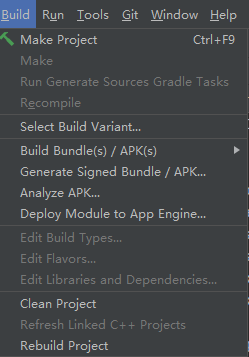 Build Run Tools Git Window
Make Project Ctrl+F9
Make
Run Generate Sources Gradle Tasks
Recompile
Select Build Variant...
Build Bundle(s) / APK(s)
Generate Signed Bundle / APK...
Analyze APK...
Deploy Module to App Engine...
Edit Build Types...
Edit Flavors...
Edit Libraries and Dependencies...
Clean Project
Refresh Linked C++ Projects
Rebuild Project